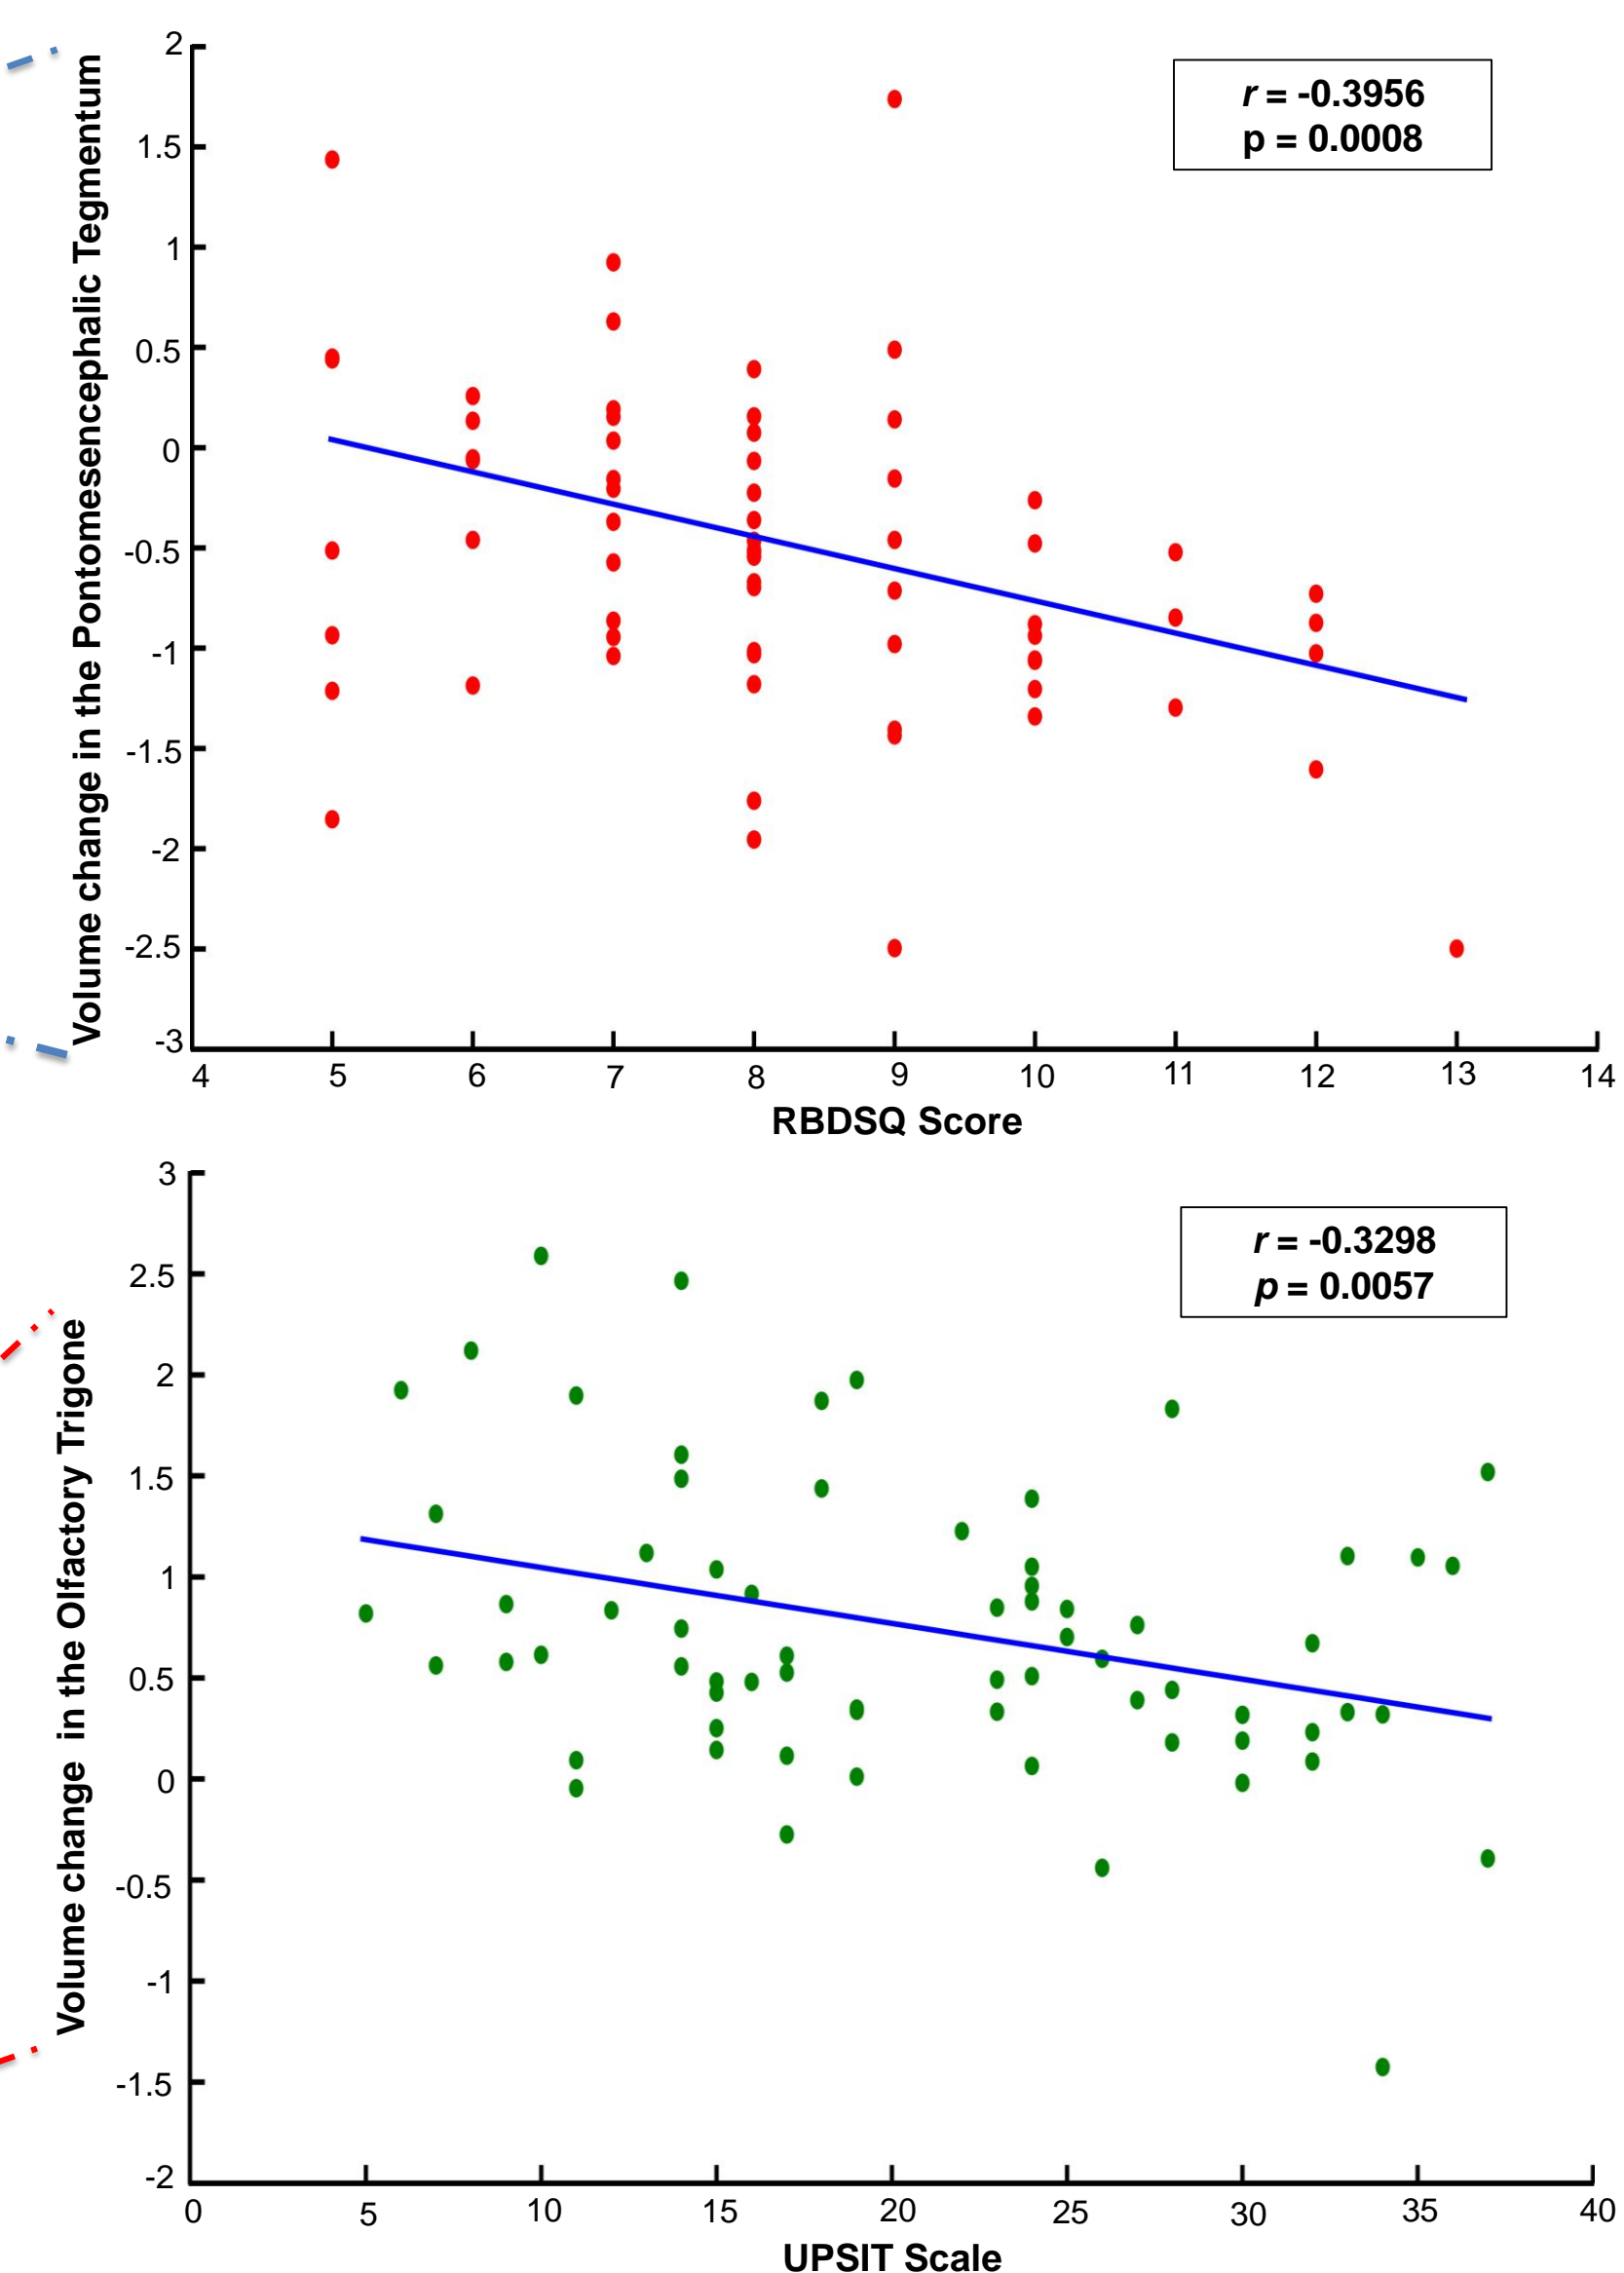 Volume change in the Pontomesencephalic Tegmentum
2
1.5
1
0.5
0
-0.5
-1
-1.5
-2
-2.5
-3
r = -0.3956
p = 0.0008
4 5 6 7 8 9 10 11 12 13 14
RBDSQ Score
Volume change in the Olfactory Trigone
3
2.5
2
1.5
1
0.5
0
-0.5
-1
-1.5
-2
r = -0.3298
p = 0.0057
0 5 10 15 20 25 30 35 40
UPSIT Scale